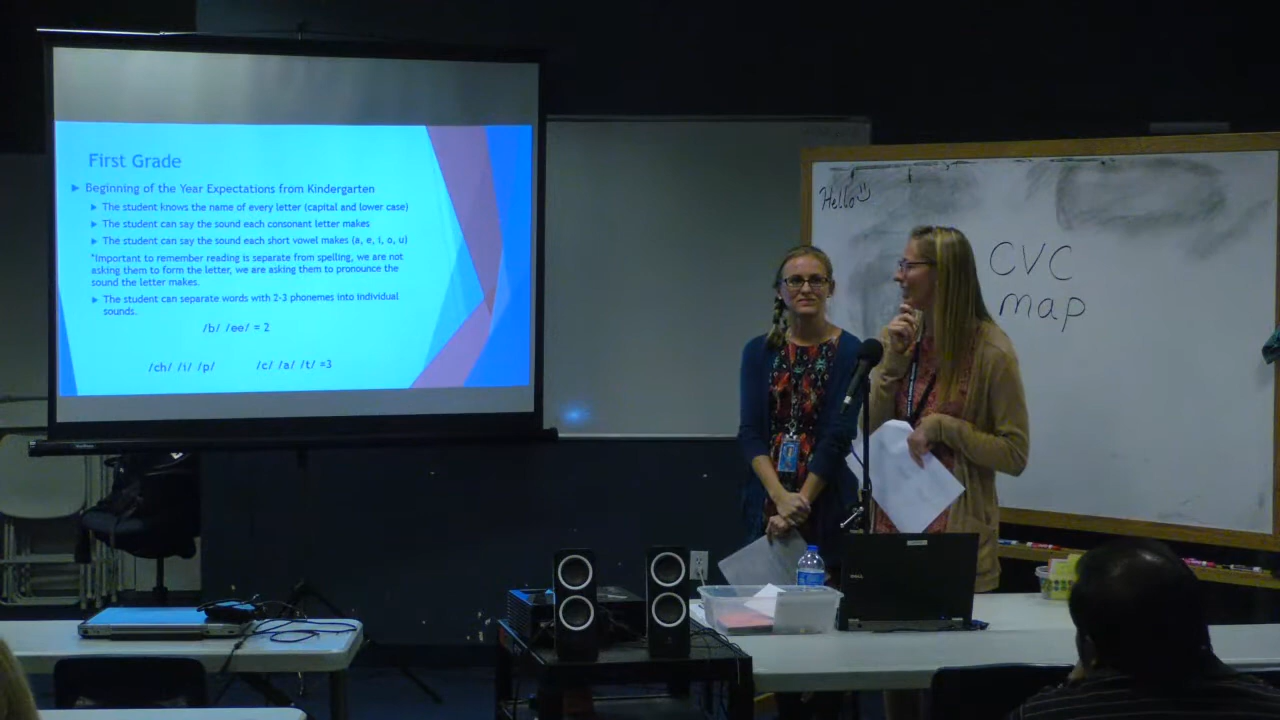 First Grade
Beginning of the Year Expectations from Kindergarten
The student knows the name of every letter (capital and lower case)
The student can say the sound each consonant letter makes
The student can say the sound each short vowel makes (a, e, i, o, u)
*Important to remember reading is separate from spelling, we are not
asking them to form the letter, we are asking them to pronounce the
sound the letter makes.
The student can separate words with 2-3 phonemes into individual
sounds.
/b/ /ee/ = 2
/ch/ /i/ /p/ /c/ /a/ /t/ =3
Hello
CVC
map
DELL